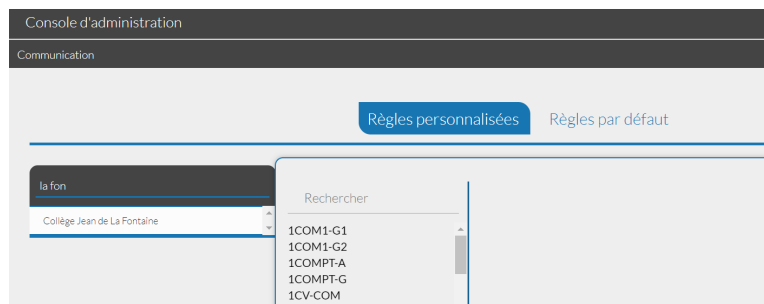 Console d'administration
Communication
Règles personnalisées
Règles par défaut
la fon
Collège Jean de La Fontaine
Rechercher
1COM1-G1
1COM1-G2
1COMPT-A
1COMPT-G
1CV-COM